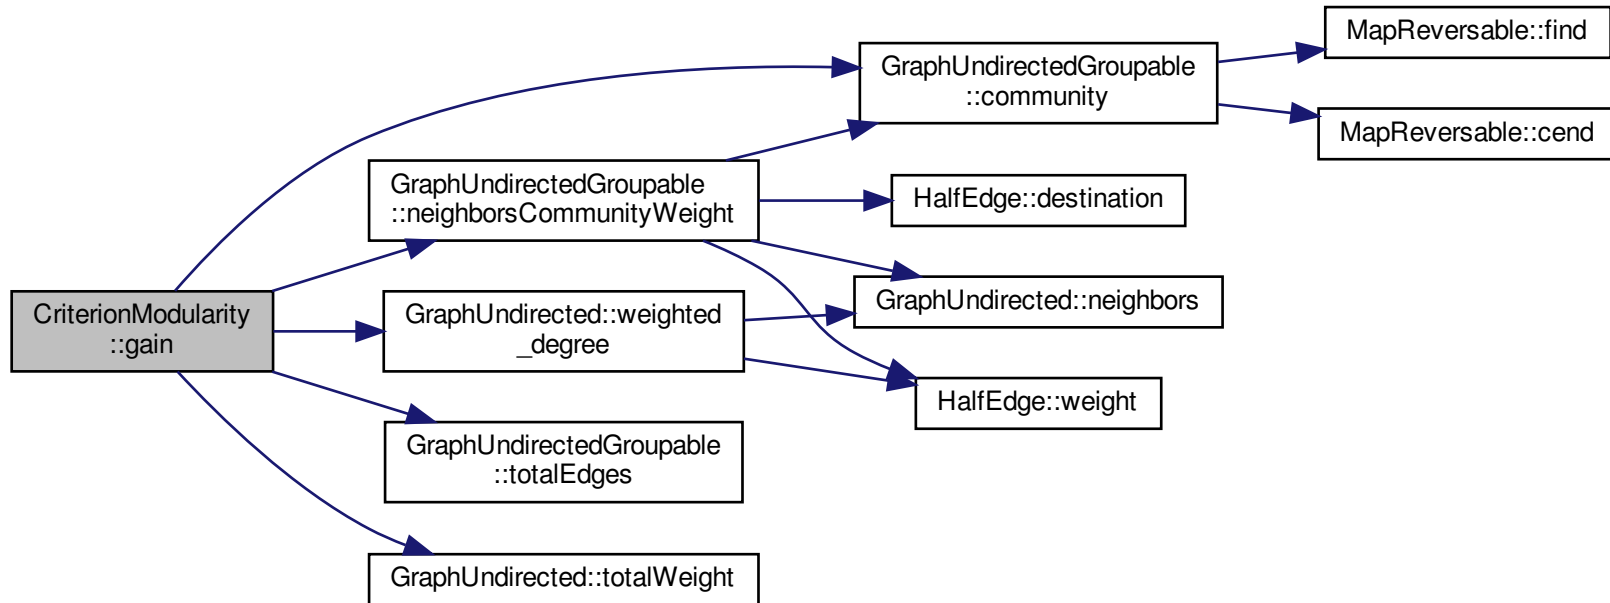 MapReversable::find
GraphUndirectedGroupable
::community
MapReversable::cend
GraphUndirectedGroupable
::neighborsCommunityWeight
HalfEdge::destination
CriterionModularity
::gain
GraphUndirected::weighted
_degree
GraphUndirected::neighbors
HalfEdge::weight
GraphUndirectedGroupable
::totalEdges
GraphUndirected::totalWeight